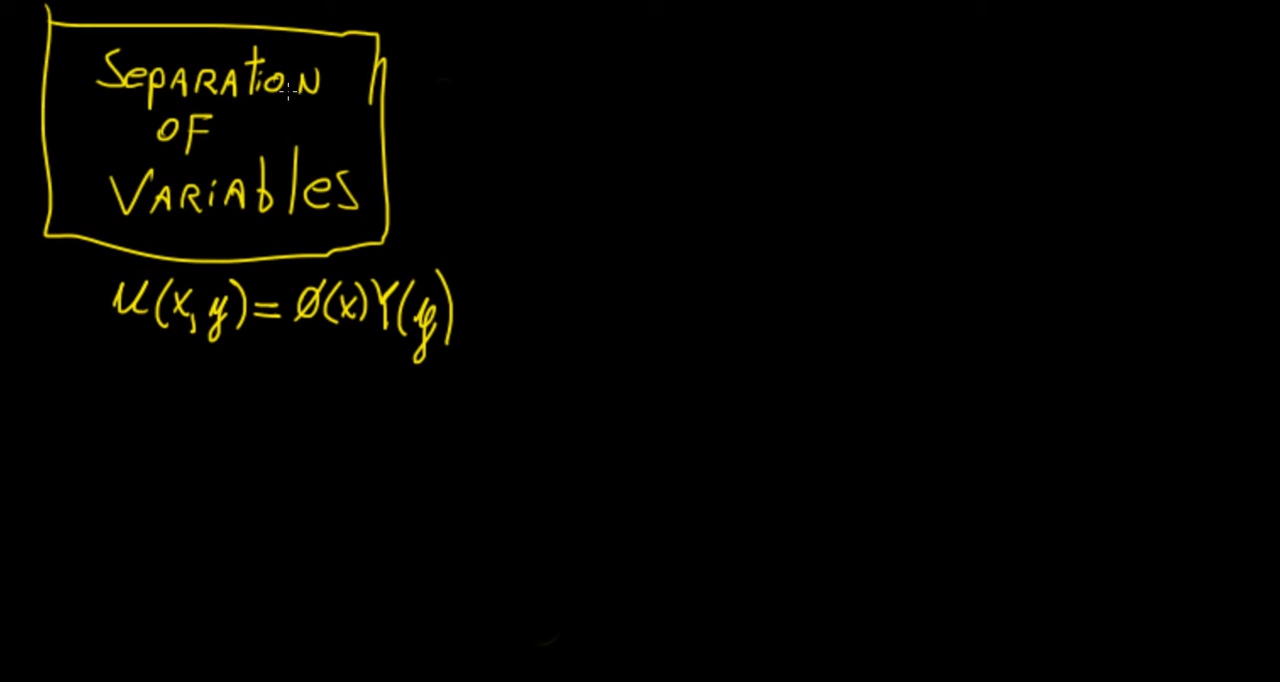 SepARATioN
OF
VARiAbles
u(x,y)=Ø(x)Y(y)